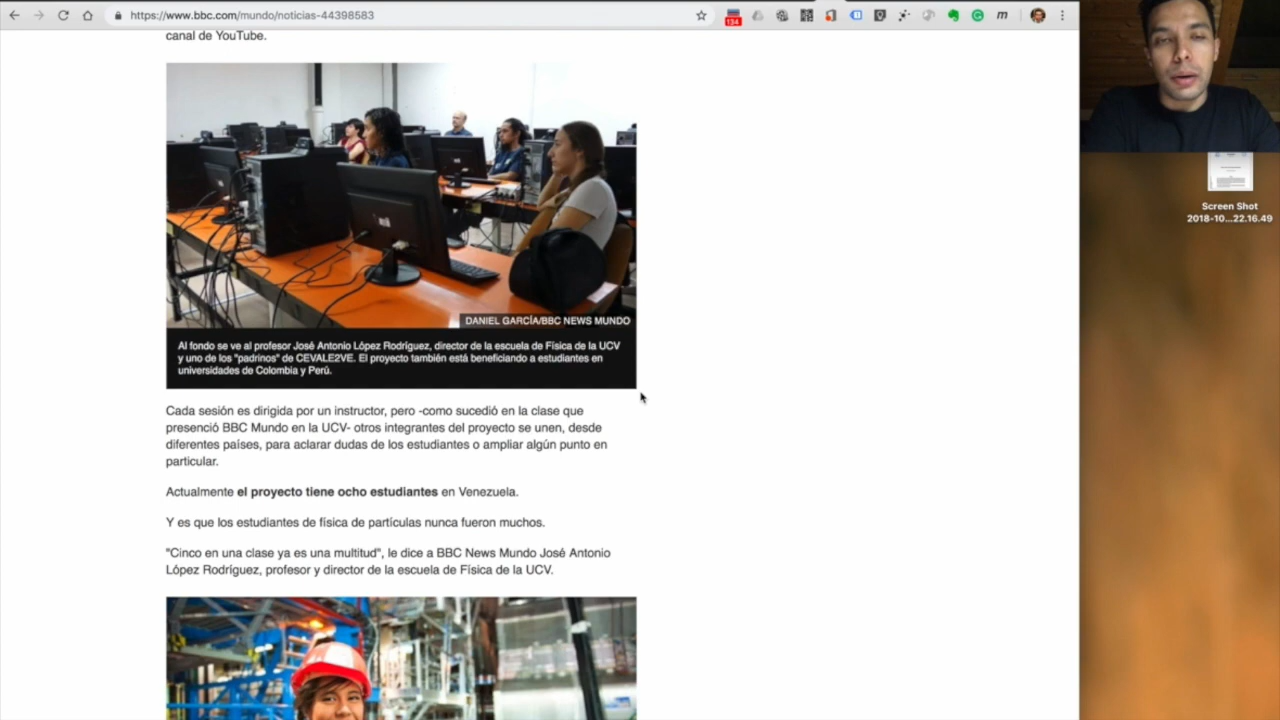 https://www.bbc.com/mundo/noticias-44398583
134
m
canal de YouTube.
DANIEL GARCÍA/BBC NEWS MUNDO
Al fondo se ve al profesor José Antonio López Rodríguez, director de la escuela de Física de la UCV
y uno de los "padrinos" de CEVALE2VE. El proyecto también está beneficiando a estudiantes en
universidades de Colombia y Perú.
Cada sesión es dirigida por un instructor, pero -como sucedió en la clase que
presenció BBC Mundo en la UCV- otros integrantes del proyecto se unen, desde
diferentes países, para aclarar dudas de los estudiantes o ampliar algún punto en
particular.
Actualmente el proyecto tiene ocho estudiantes en Venezuela.
Y es que los estudiantes de física de partículas nunca fueron muchos.
"Cinco en una clase ya es una multitud", le dice a BBC News Mundo José Antonio
López Rodríguez, profesor y director de la escuela de Física de la UCV.
Screen Shot
2018-10...22.16.49